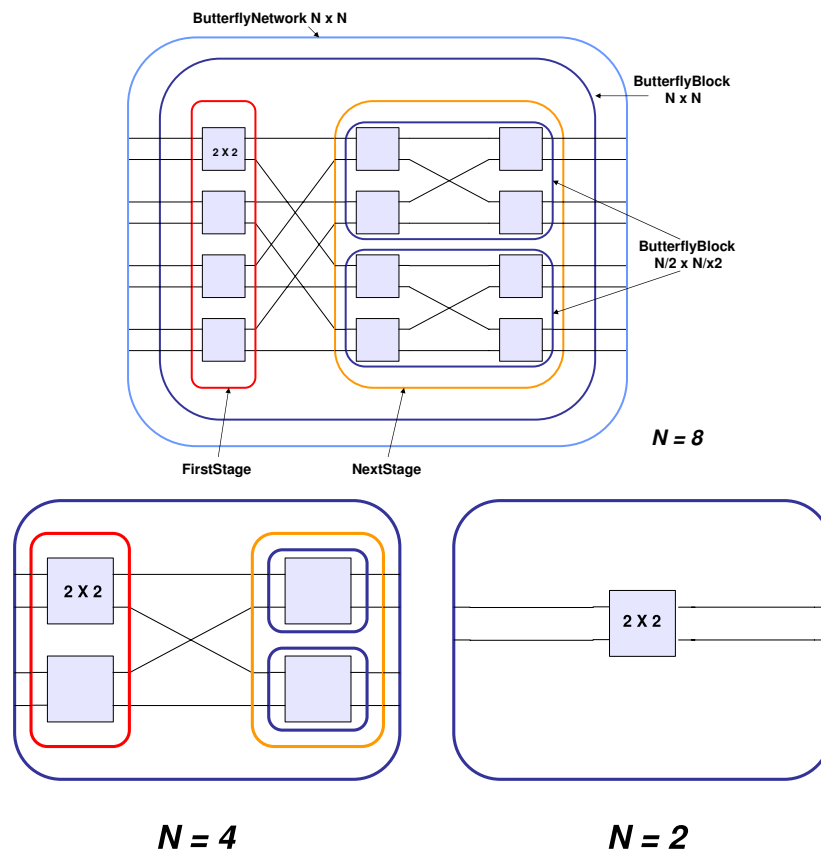 ButterflyNetwork N x N
ButterflyBlock
N x N
2 X 2
ButterflyBlock
N/2 x N/x2
N = 8
FirstStage
NextStage
2 X 2
2 X 2
N = 4
N = 2